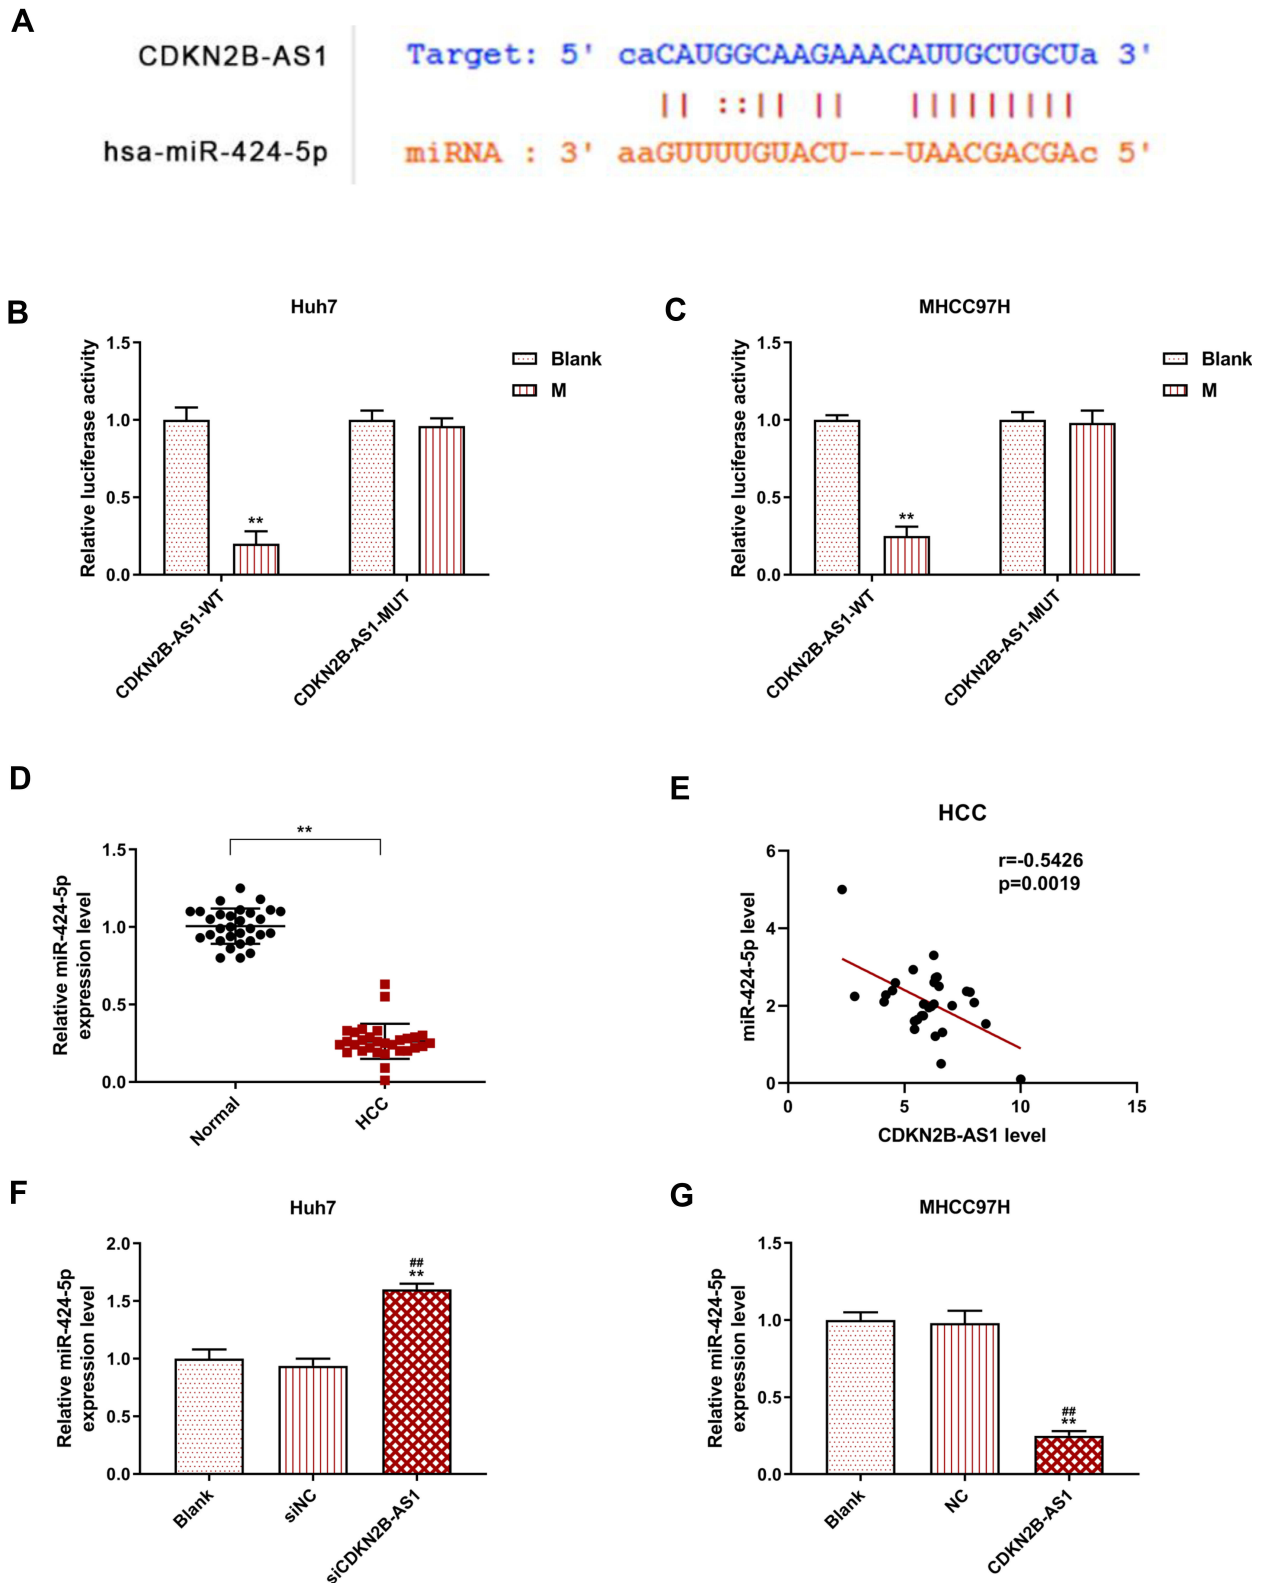 A
CDKN2B-AS1
Target: 5' caCAUGGCAAGAAACAUUGCUGCUa 3'
|| ::|| || |||||||||
hsa-miR-424-5p
miRNA : 3' aaGUUUUGUACU---UAACGACGAc 5'
B
Huh7
Relative luciferase activity
1.5
1.0
0.5
0.0
**
Blank
M
CDKN2B-AS1-WT
CDKN2B-AS1-MUT
C
MHCC97H
Relative luciferase activity
1.5
1.0
0.5
0.0
**
Blank
M
CDKN2B-AS1-WT
CDKN2B-AS1-MUT
D
Relative miR-424-5p
expression level
1.5
1.0
0.5
0.0
**
Normal
HCC
E
HCC
r=-0.5426
p=0.0019
miR-424-5p level
6
4
2
0
0
5
10
15
CDKN2B-AS1 level
F
Huh7
Relative miR-424-5p
expression level
2.0
1.5
1.0
0.5
0.0
##
**
Blank
siNC
siCDKN2B-AS1
G
MHCC97H
Relative miR-424-5p
expression level
1.5
1.0
0.5
0.0
##
**
Blank
NC
CDKN2B-AS1